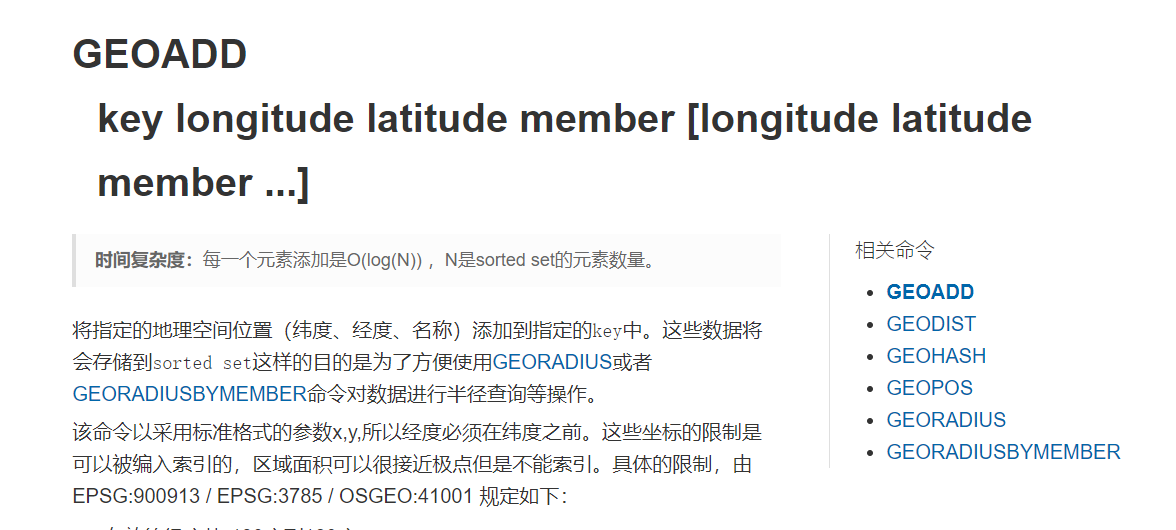 GEOADD
key longitude latitude member [longitude latitude
member ...]
时间复杂度：每一个元素添加是O(log(N)) ，N是sorted set的元素数量。
将指定的地理空间位置（纬度、经度、名称）添加到指定的key中。这些数据将
会存储到sorted set这样的目的是为了方便使用GEORADIUS或者
GEORADIUSBYMEMBER命令对数据进行半径查询等操作。
该命令以采用标准格式的参数x,y,所以经度必须在纬度之前。这些坐标的限制是
可以被编入索引的，区域面积可以很接近极点但是不能索引。具体的限制，由
EPSG:900913 / EPSG:3785 / OSGEO:41001 规定如下：
相关命令
GEOADD
GEODIST
GEOHASH
GEOPOS
GEORADIUS
GEORADIUSBYMEMBER